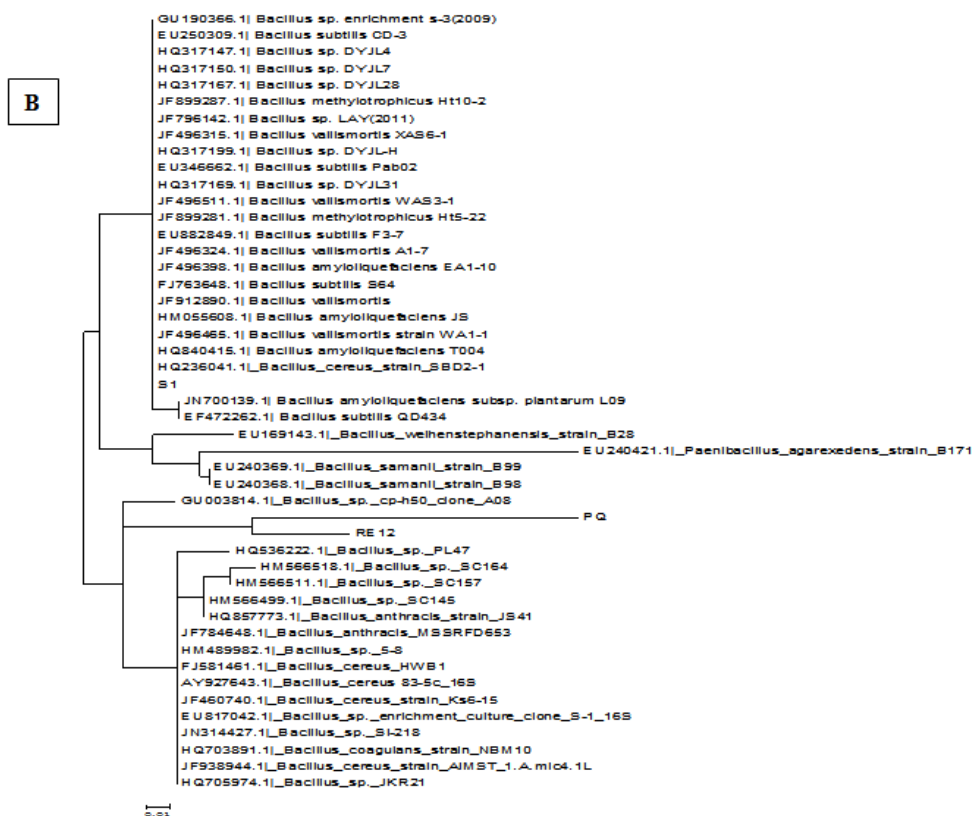 GU190366.1| Bacillus sp. enrichment s-3(2009)
EU250309.1| Bacillus subtilis CD-3
HQ317147.1| Bacillus sp. DYJL4
HQ317150.1| Bacillus sp. DYJL7
HQ317167.1| Bacillus sp. DYJL28
B
JF899287.1| Bacillus methylotrophicus Ht10-2
JF796142.1| Bacillus sp. LAY(2011)
JF496315.1| Bacillus vallismortis XAS6-1
HQ317199.1| Bacillus sp. DYJL-H
EU346662.1| Bacillus subtilis Pab02
HQ317169.1| Bacillus sp. DYJL31
JF496511.1| Bacillus vallismortis WAS3-1
JF899281.1| Bacillus methylotrophicus Ht5-22
EU882849.1| Bacillus subtilis F3-7
JF496324.1| Bacillus vallismortis A1-7
JF496398.1| Bacillus amyloliquefaciens EA1-10
FJ763648.1| Bacillus subtilis S64
JF912890.1| Bacillus vallismortis
HM055608.1| Bacillus amyloliquefaciens JS
JF496465.1| Bacillus vallismortis strain WA1-1
HQ840415.1| Bacillus amyloliquefaciens T004
HQ236041.1|_Bacillus_cereus_strain_SBD2-1
S1
JN700139.1| Bacillus amyloliquefaciens subsp. plantarum L09
EF472262.1| Bacillus subtilis QD434
EU169143.1|_Bacillus_weihenstephanensis_strain_B28
EU240421.1|_Paenibacillus_agarexedens_strain_B171
EU240369.1|_Bacillus_samanii_strain_B99
EU240368.1|_Bacillus_samanii_strain_B98
GU003814.1|_Bacillus_sp._cp-h50_clone_A08
PQ
RE12
HQ536222.1|_Bacillus_sp._PL47
HM566518.1|_Bacillus_sp._SC164
HM566511.1|_Bacillus_sp._SC157
HM566499.1|_Bacillus_sp._SC145
HQ857773.1|_Bacillus_anthracis_strain_JS41
JF784648.1|_Bacillus_anthracis_MSSRFD653
HM489982.1|_Bacillus_sp._5-8
FJ581461.1|_Bacillus_cereus_HWB1
AY927643.1|_Bacillus_cereus 83-5c_16S
JF460740.1|_Bacillus_cereus_strain_Ks6-15
EU817042.1|_Bacillus_sp._enrichment_culture_clone_S-1_16S
JN314427.1|_Bacillus_sp._SI-218
HQ703891.1|_Bacillus_coagulans_strain_NBM10
JF938944.1|_Bacillus_cereus_strain_AIMST_1.A.mic4.1L
HQ705974.1|_Bacillus_sp._JKR21